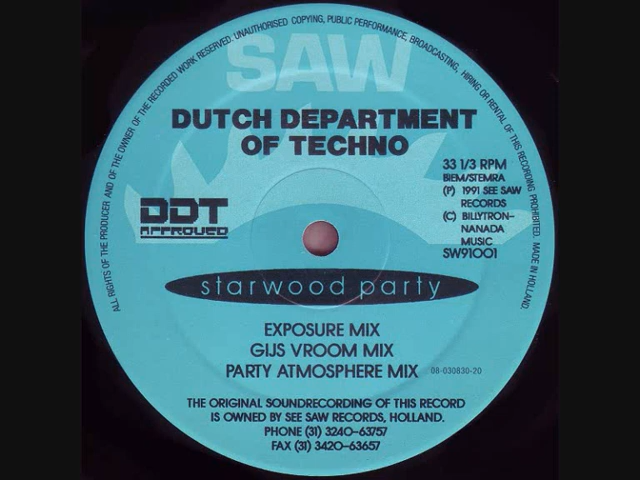 ALL RIGHTS OF THE PRODUCER AND OF THE OWNER OF THE RECORDED WORK RESERVED. UNAUTHORISED COPYING, PUBLIC PERFORMANCE, BROADCASTING, HIRING OR RENTAL OF THIS RECORDING PROHIBITED. MADE IN HOLLAND.
SAW
DUTCH DEPARTMENT
OF TECHNO
33 1/3 RPM
BIEM/STEMRA
(P) 1991 SEE SAW
RECORDS
(C) BILLYTRON-
NANADA
MUSIC
SW91001
DDT
APPROVED
starwood party
EXPOSURE MIX
GIJS VROOM MIX
PARTY ATMOSPHERE MIX 08-030830-20
THE ORIGINAL SOUNDRECORDING OF THIS RECORD
IS OWNED BY SEE SAW RECORDS, HOLLAND.
PHONE (31) 3240-63757
FAX (31) 3420-63657